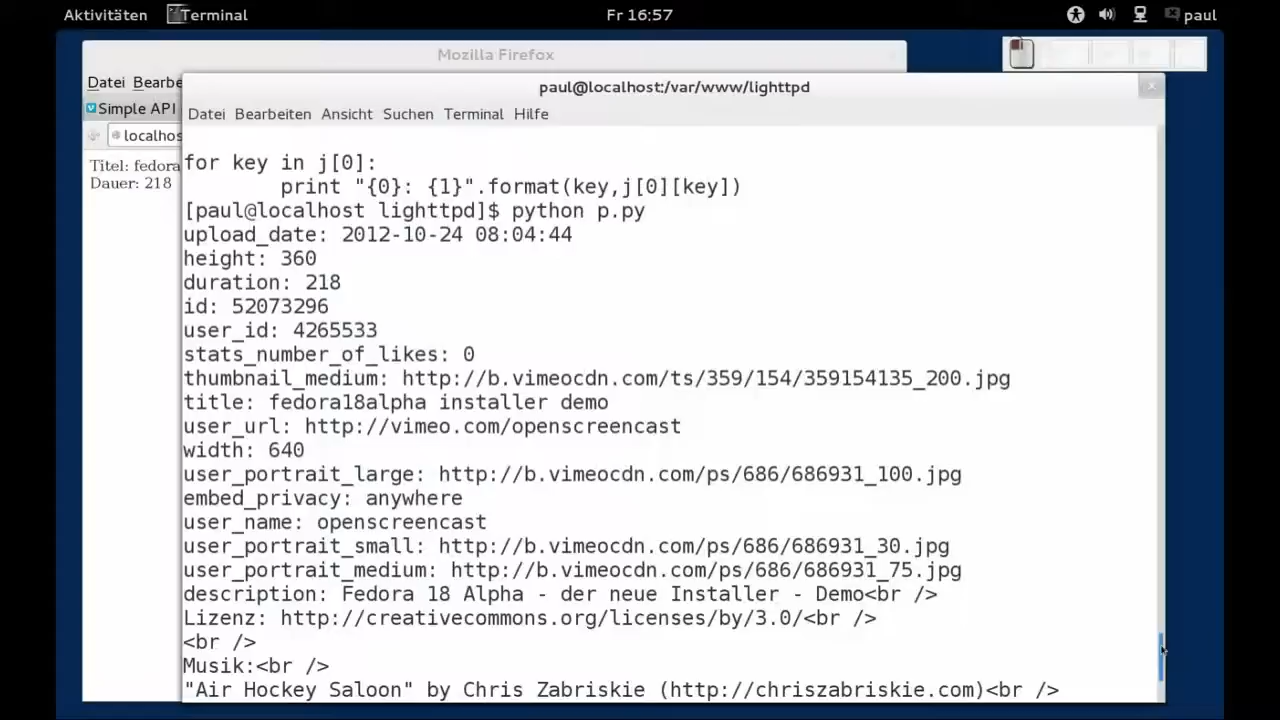 Aktivitäten Terminal Fr 16:57 paul
Mozilla Firefox
Datei Bearbe
Simple API
localhos
Titel: fedora
Dauer: 218
paul@localhost:/var/www/lighttpd
Datei Bearbeiten Ansicht Suchen Terminal Hilfe
for key in j[0]:
        print "{0}: {1}".format(key,j[0][key])
[paul@localhost lighttpd]$ python p.py
upload_date: 2012-10-24 08:04:44
height: 360
duration: 218
id: 52073296
user_id: 4265533
stats_number_of_likes: 0
thumbnail_medium: http://b.vimeocdn.com/ts/359/154/359154135_200.jpg
title: fedora18alpha installer demo
user_url: http://vimeo.com/openscreencast
width: 640
user_portrait_large: http://b.vimeocdn.com/ps/686/686931_100.jpg
embed_privacy: anywhere
user_name: openscreencast
user_portrait_small: http://b.vimeocdn.com/ps/686/686931_30.jpg
user_portrait_medium: http://b.vimeocdn.com/ps/686/686931_75.jpg
description: Fedora 18 Alpha - der neue Installer - Demo<br />
Lizenz: http://creativecommons.org/licenses/by/3.0/<br />
<br />
Musik:<br />
"Air Hockey Saloon" by Chris Zabriskie (http://chriszabriskie.com)<br />